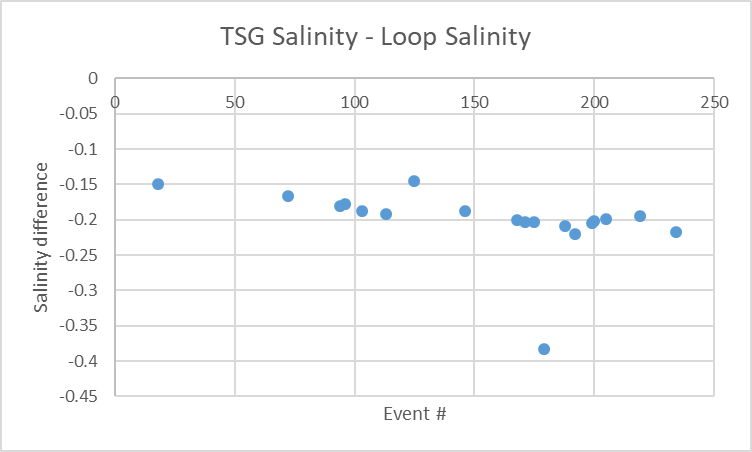 TSG Salinity - Loop Salinity
0
0 50 100 150 200 250
-0.05
-0.1
-0.15
-0.2
-0.25
-0.3
-0.35
-0.4
-0.45
Salinity difference
Event #